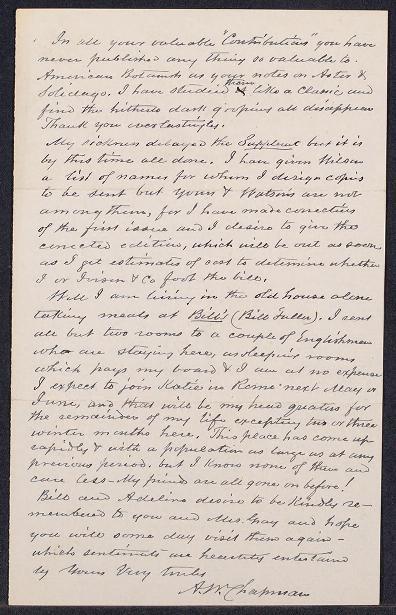 In all your valuable "Contributions" you have
never published any thing so valuable to
American Botanists as your notes on Aster &
Solidago. I have studied them like a classic and
find the hitherto dark groupings all disappear
Thank you everlastingly.
My sickness delayed the Supplement but it is
by this time all done. I have given Wilson
a list of names for whom I design copies
to be sent but yours & Watsons are not
among them, for I have made corrections
of the first issue and I desire to give the
corrected edition, which will be out as soon
as I get estimates of cost to determine whether
I or Ivison & Co foot the bill.
Well I am living in the old house alone
taking meals at Bill's (Bill Fuller). I rent
all but two rooms to a couple of Englishmen
who are staying here, as sleeping rooms
which pays my board & I am at no expense
I expect to join Katie in Rome next May or
June, and that will be my head quarters for
the remainder of my life excepting two or three
winter months here. This place has come up
rapidly & with a population as large as at any
previous period. but I know none of them and
care less - My friends are all gone on before!
Bill and Adeline desire to be kindly re-
membered to you and Mrs. Gray and hope
you will some day visit them again -
which sentiments are heartily entertained
by Yours Very truly
A. W. Chapman